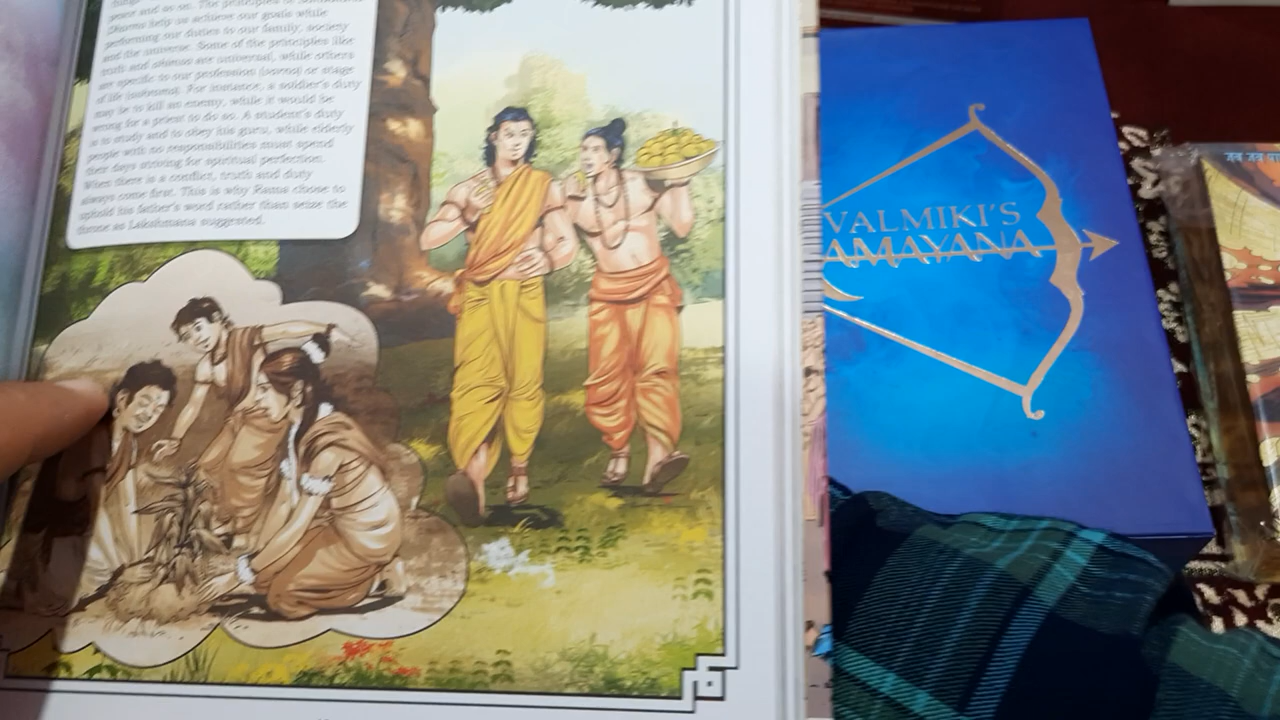 peace and so on. The principles of
Dharma help us achieve our goals while
performing our duties to our family, society
and the universe. Some of the principles like
truth and ahimsa are universal, while others
are specific to our profession (varna) or stage
of life (ashrama). For instance, a soldier's duty
may be to kill an enemy, while it would be
wrong for a priest to do so. A student's duty
is to study and to obey his guru, while elderly
people with no responsibilities must spend
their days striving for spiritual perfection.
When there is a conflict, truth and duty
always come first. This is why Rama chose to
uphold his father's word rather than seize the
throne as Lakshmana suggested.
VALMIKI'S
AMAYANA